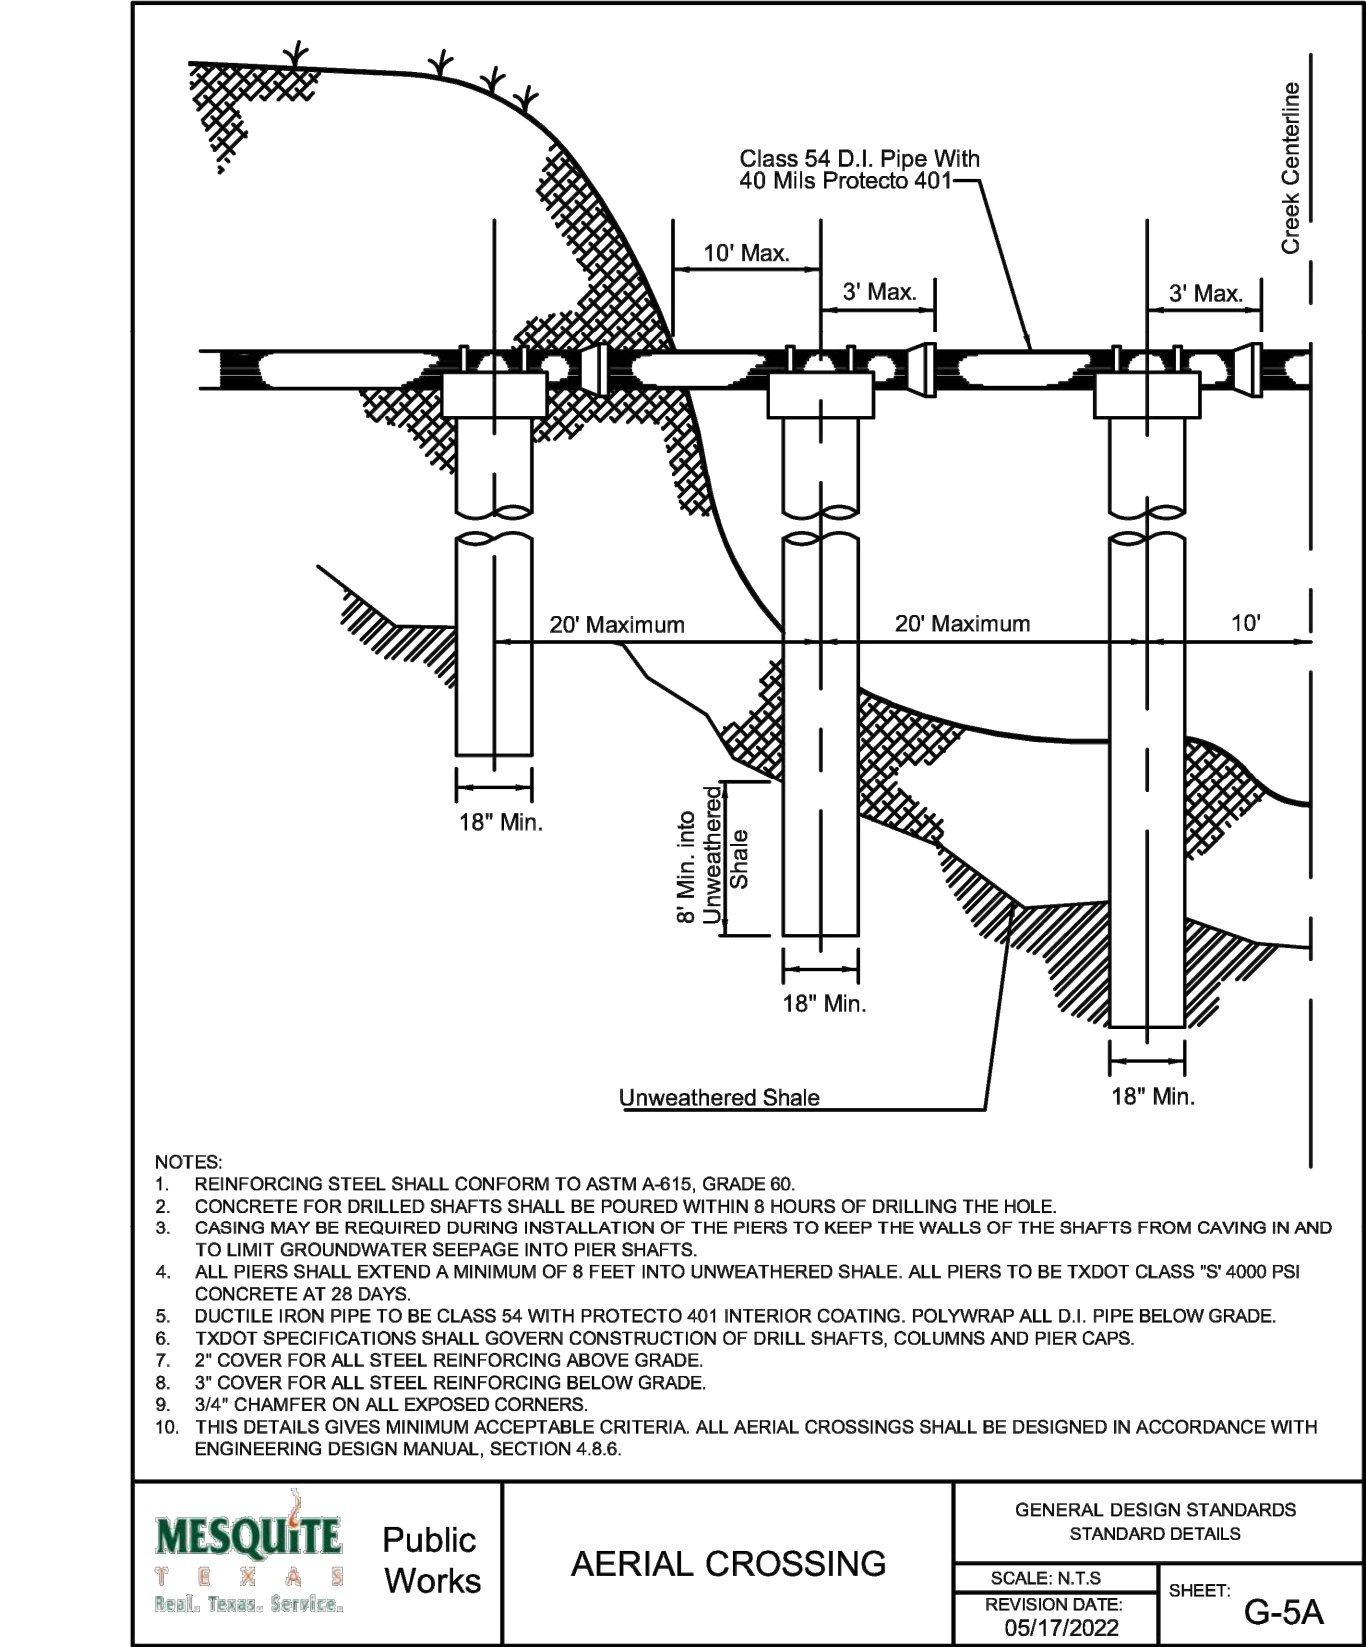 Creek Centerline
Class 54 D.I. Pipe With
40 Mils Protecto 401
10' Max.
3' Max.
3' Max.
20' Maximum
20' Maximum
10'
18" Min.
8' Min. into
Unweathered
Shale
18" Min.
Unweathered Shale
18" Min.
NOTES:
1. REINFORCING STEEL SHALL CONFORM TO ASTM A-615, GRADE 60.
2. CONCRETE FOR DRILLED SHAFTS SHALL BE POURED WITHIN 8 HOURS OF DRILLING THE HOLE.
3. CASING MAY BE REQUIRED DURING INSTALLATION OF THE PIERS TO KEEP THE WALLS OF THE SHAFTS FROM CAVING IN AND
TO LIMIT GROUNDWATER SEEPAGE INTO PIER SHAFTS.
4. ALL PIERS SHALL EXTEND A MINIMUM OF 8 FEET INTO UNWEATHERED SHALE. ALL PIERS TO BE TXDOT CLASS "S' 4000 PSI
CONCRETE AT 28 DAYS.
5. DUCTILE IRON PIPE TO BE CLASS 54 WITH PROTECTO 401 INTERIOR COATING. POLYWRAP ALL D.I. PIPE BELOW GRADE.
6. TXDOT SPECIFICATIONS SHALL GOVERN CONSTRUCTION OF DRILL SHAFTS, COLUMNS AND PIER CAPS.
7. 2" COVER FOR ALL STEEL REINFORCING ABOVE GRADE.
8. 3" COVER FOR ALL STEEL REINFORCING BELOW GRADE.
9. 3/4" CHAMFER ON ALL EXPOSED CORNERS.
10. THIS DETAILS GIVES MINIMUM ACCEPTABLE CRITERIA. ALL AERIAL CROSSINGS SHALL BE DESIGNED IN ACCORDANCE WITH
ENGINEERING DESIGN MANUAL, SECTION 4.8.6.
MESQUiTE
TEXAS
Real. Texas. Service.
Public
Works
AERIAL CROSSING
GENERAL DESIGN STANDARDS
STANDARD DETAILS
SCALE: N.T.S
REVISION DATE:
05/17/2022
SHEET:
G-5A